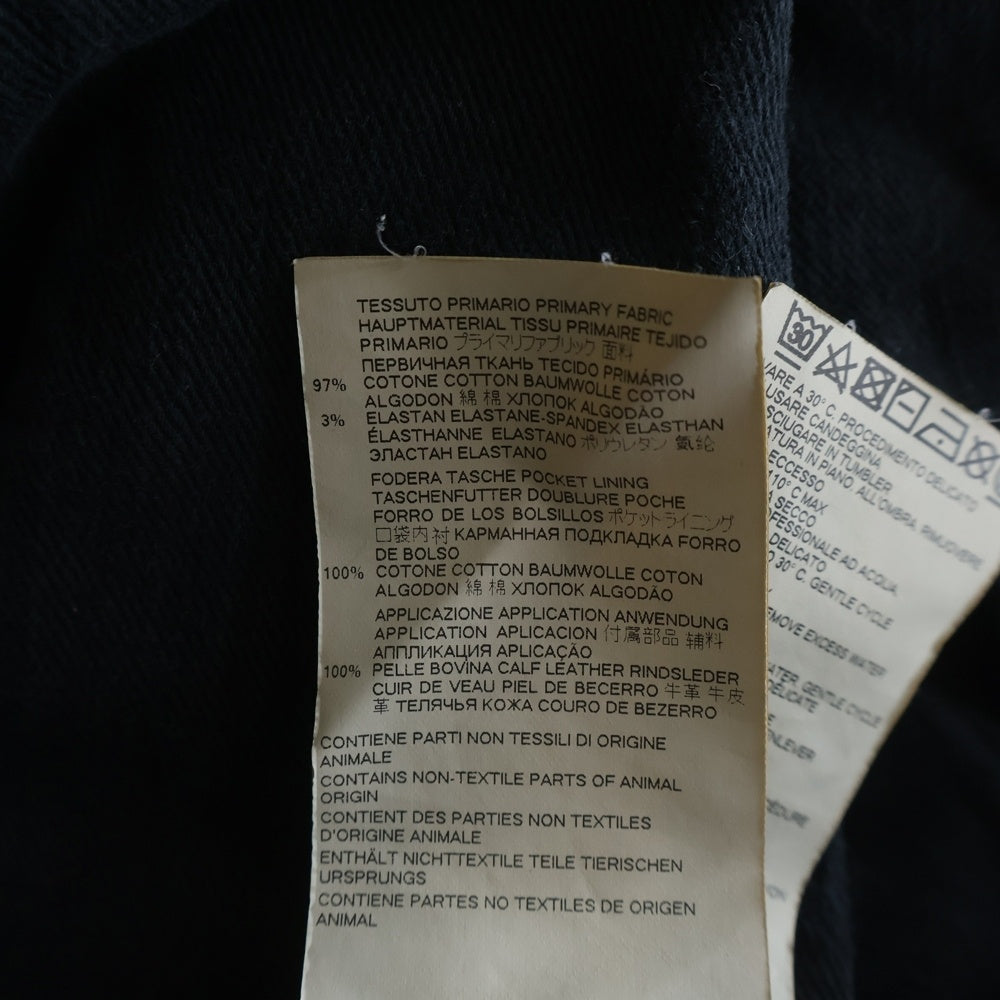 TESSUTO PRIMARIO PRIMARY FABRIC
HAUPTMATERIAL TISSU PRIMAIRE TEJIDO
PRIMARIO プライマリファブリック 面料
ПЕРВИЧНАЯ ТКАНЬ TECIDO PRIMÁRIO
97% COTONE COTTON BAUMWOLLE COTON
ALGODON 綿 棉 ХЛОПОК ALGODÃO
3% ELASTAN ELASTANE-SPANDEX ELASTHAN
ÉLASTHANNE ELASTANO ポリウレタン 氨纶
ЭЛАСТАН ELASTANO
FODERA TASCHE POCKET LINING
TASCHENFUTTER DOUBLURE POCHE
FORRO DE LOS BOLSILLOS ポケットライニング
口袋内衬 КАРМАННАЯ ПОДКЛАДКА FORRO
DE BOLSO
100% COTONE COTTON BAUMWOLLE COTON
ALGODON 綿 棉 ХЛОПОК ALGODÃO
APPLICAZIONE APPLICATION ANWENDUNG
APPLICATION APLICACION 付属部品 辅料
АППЛИКАЦИЯ APLICAÇÃO
100% PELLE BOVINA CALF LEATHER RINDSLEDER
CUIR DE VEAU PIEL DE BECERRO 牛革 牛皮
革 ТЕЛЯЧЬЯ КОЖА COURO DE BEZERRO
CONTIENE PARTI NON TESSILI DI ORIGINE
ANIMALE
CONTAINS NON-TEXTILE PARTS OF ANIMAL
ORIGIN
CONTIENT DES PARTIES NON TEXTILES
D'ORIGINE ANIMALE
ENTHÄLT NICHTTEXTILE TEILE TIERISCHEN
URSPRUNGS
CONTIENE PARTES NO TEXTILES DE ORIGEN
ANIMAL
30
A 30° C. PROCEDIMENTO DELICATO
USARE CANDEGGINA
SCIUGARE IN TUMBLER
IN PIANO. ALL'OMBRA. RIMUOVERE
ECCESSO
110° C MAX
SECCO
AD ACQUA
DELICATO
30° C. GENTLE CYCLE
EXCESS WATER
GENTLE CYCLE
DÉLICATE